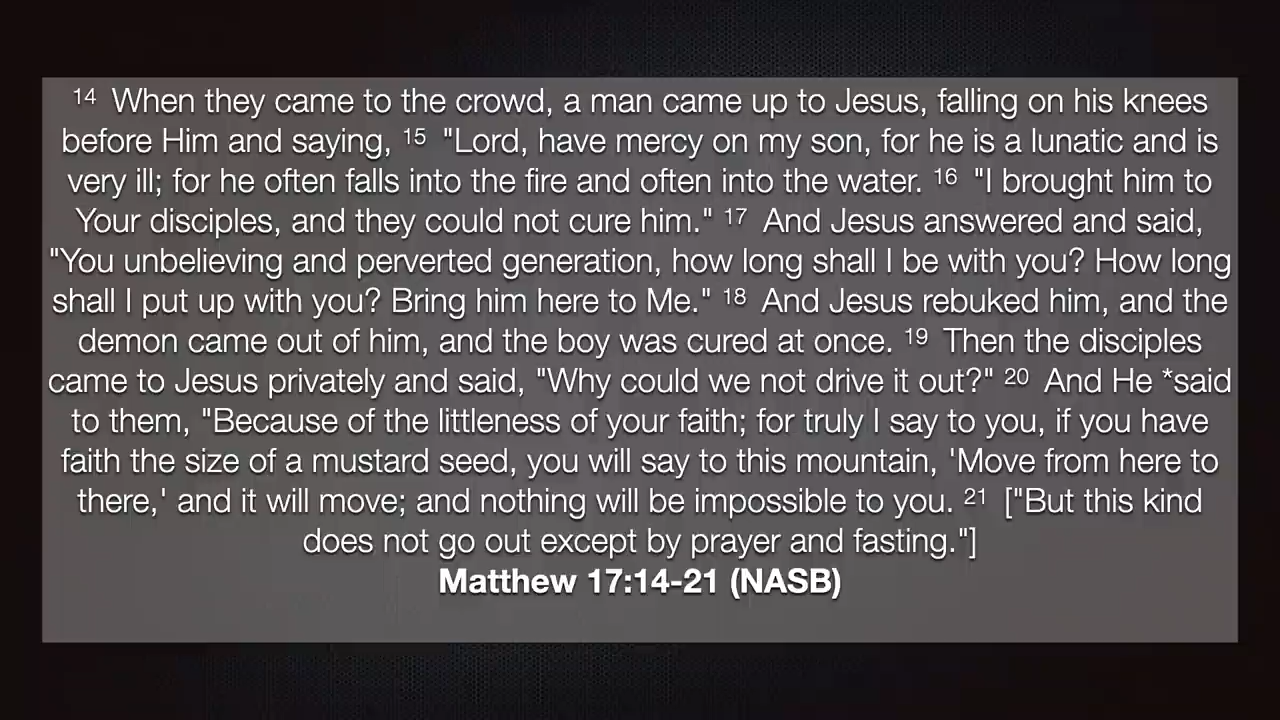 14 When they came to the crowd, a man came up to Jesus, falling on his knees
before Him and saying, 15 "Lord, have mercy on my son, for he is a lunatic and is
very ill; for he often falls into the fire and often into the water. 16 "I brought him to
Your disciples, and they could not cure him." 17 And Jesus answered and said,
"You unbelieving and perverted generation, how long shall I be with you? How long
shall I put up with you? Bring him here to Me." 18 And Jesus rebuked him, and the
demon came out of him, and the boy was cured at once. 19 Then the disciples
came to Jesus privately and said, "Why could we not drive it out?" 20 And He *said
to them, "Because of the littleness of your faith; for truly I say to you, if you have
faith the size of a mustard seed, you will say to this mountain, 'Move from here to
there,' and it will move; and nothing will be impossible to you. 21 ["But this kind
does not go out except by prayer and fasting."]
Matthew 17:14-21 (NASB)